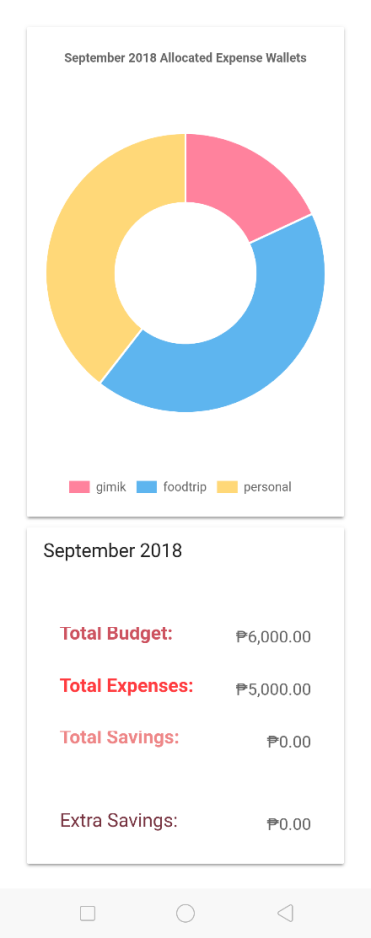 September 2018 Allocated Expense Wallets
gimik foodtrip personal
September 2018
Total Budget: ₱6,000.00
Total Expenses: ₱5,000.00
Total Savings: ₱0.00
Extra Savings: ₱0.00